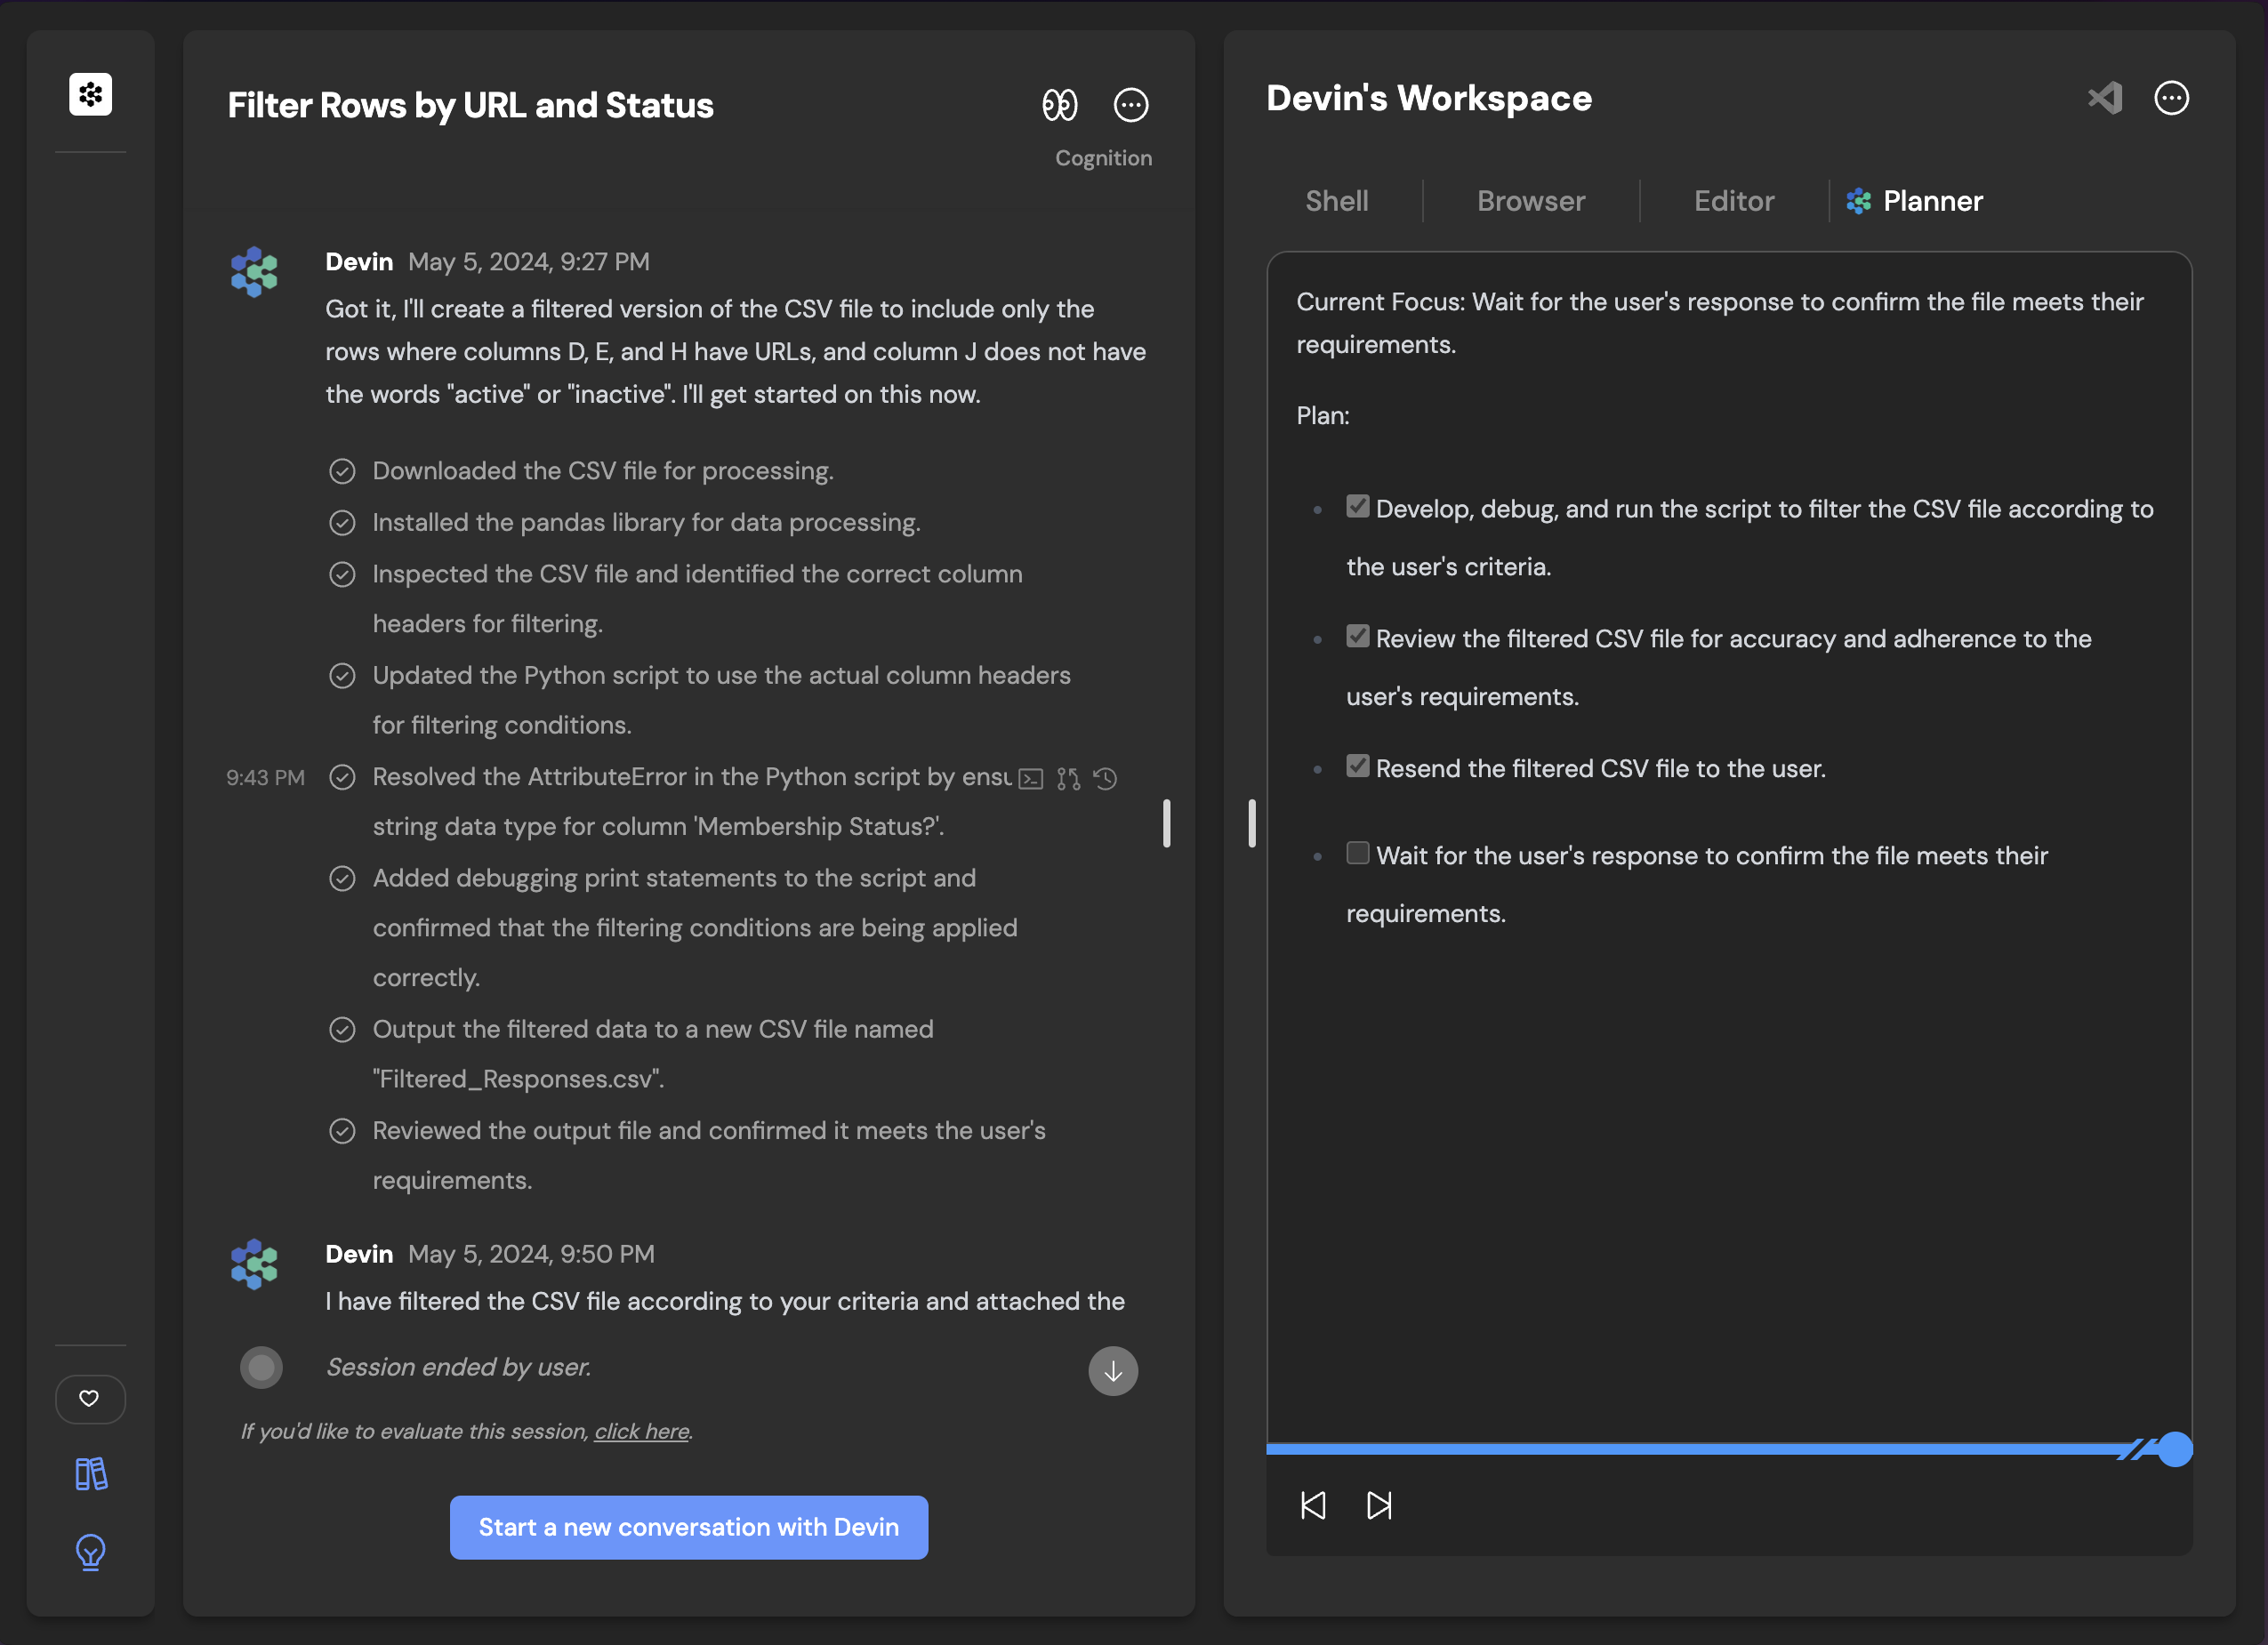 Filter Rows by URL and Status
Cognition
Devin May 5, 2024, 9:27 PM
Got it, I'll create a filtered version of the CSV file to include only the
rows where columns D, E, and H have URLs, and column J does not have
the words "active" or "inactive". I'll get started on this now.
Downloaded the CSV file for processing.
Installed the pandas library for data processing.
Inspected the CSV file and identified the correct column
headers for filtering.
Updated the Python script to use the actual column headers
for filtering conditions.
9:43 PM Resolved the AttributeError in the Python script by ensu
string data type for column 'Membership Status?'.
Added debugging print statements to the script and
confirmed that the filtering conditions are being applied
correctly.
Output the filtered data to a new CSV file named
"Filtered_Responses.csv".
Reviewed the output file and confirmed it meets the user's
requirements.
Devin May 5, 2024, 9:50 PM
I have filtered the CSV file according to your criteria and attached the
Session ended by user.
If you'd like to evaluate this session, click here.
Start a new conversation with Devin
Devin's Workspace
Shell Browser Editor Planner
Current Focus: Wait for the user's response to confirm the file meets their
requirements.
Plan:
Develop, debug, and run the script to filter the CSV file according to
the user's criteria.
Review the filtered CSV file for accuracy and adherence to the
user's requirements.
Resend the filtered CSV file to the user.
Wait for the user's response to confirm the file meets their
requirements.